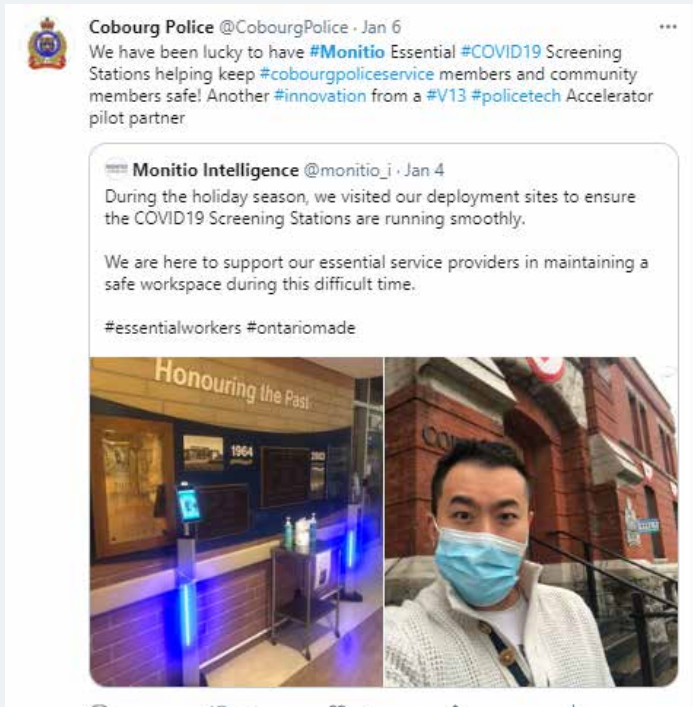 Cobourg Police @CobourgPolice · Jan 6
We have been lucky to have #Monitio Essential #COVID19 Screening
Stations helping keep #cobourgpoliceservice members and community
members safe! Another #innovation from a #V13 #policetech Accelerator
pilot partner
Monitio Intelligence @monitio_i · Jan 4
During the holiday season, we visited our deployment sites to ensure
the COVID19 Screening Stations are running smoothly.
We are here to support our essential service providers in maintaining a
safe workspace during this difficult time.
#essentialworkers #ontariomade
Honouring the Past
1964